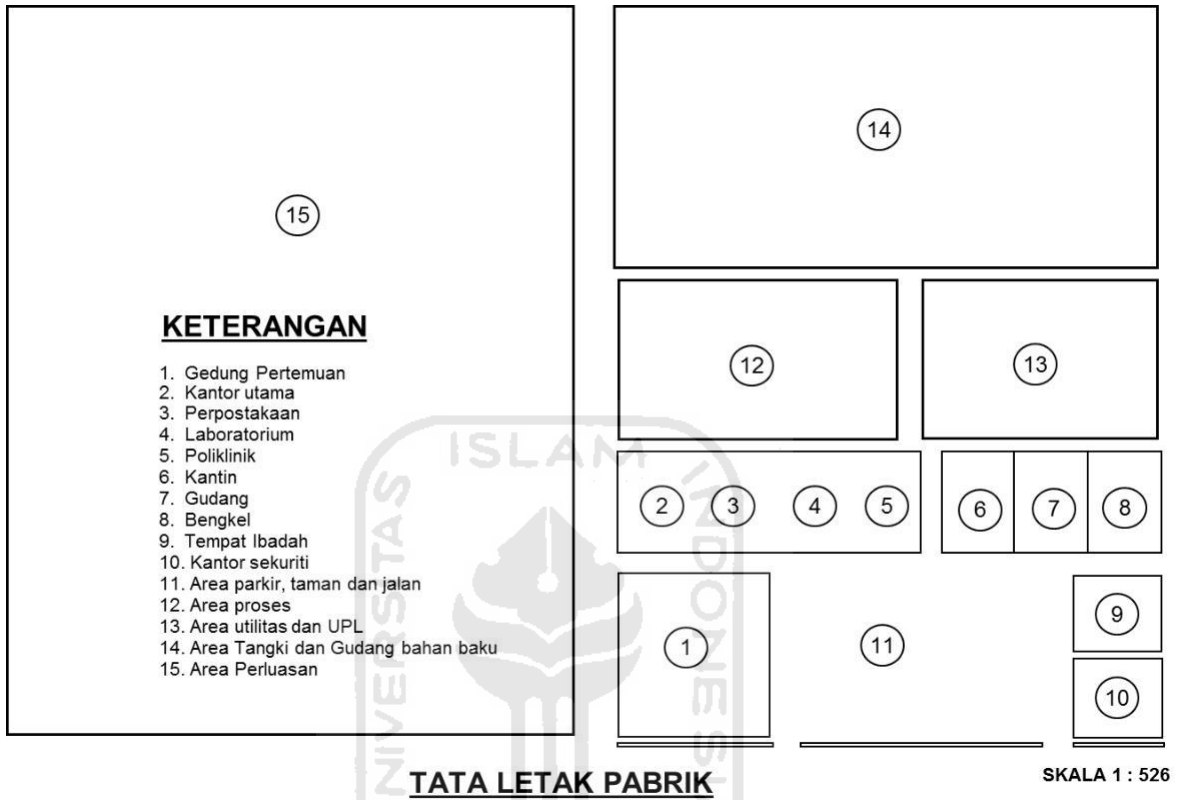 15
KETERANGAN
1. Gedung Pertemuan
2. Kantor utama
3. Perpostakaan
4. Laboratorium
5. Poliklinik
6. Kantin
7. Gudang
8. Bengkel
9. Tempat Ibadah
10. Kantor sekuriti
11. Area parkir, taman dan jalan
12. Area proses
13. Area utilitas dan UPL
14. Area Tangki dan Gudang bahan baku
15. Area Perluasan
14
12
13
2
3
4
5
6
7
8
1
11
9
10
ISLAM
TATA LETAK PABRIK
SKALA 1 : 526